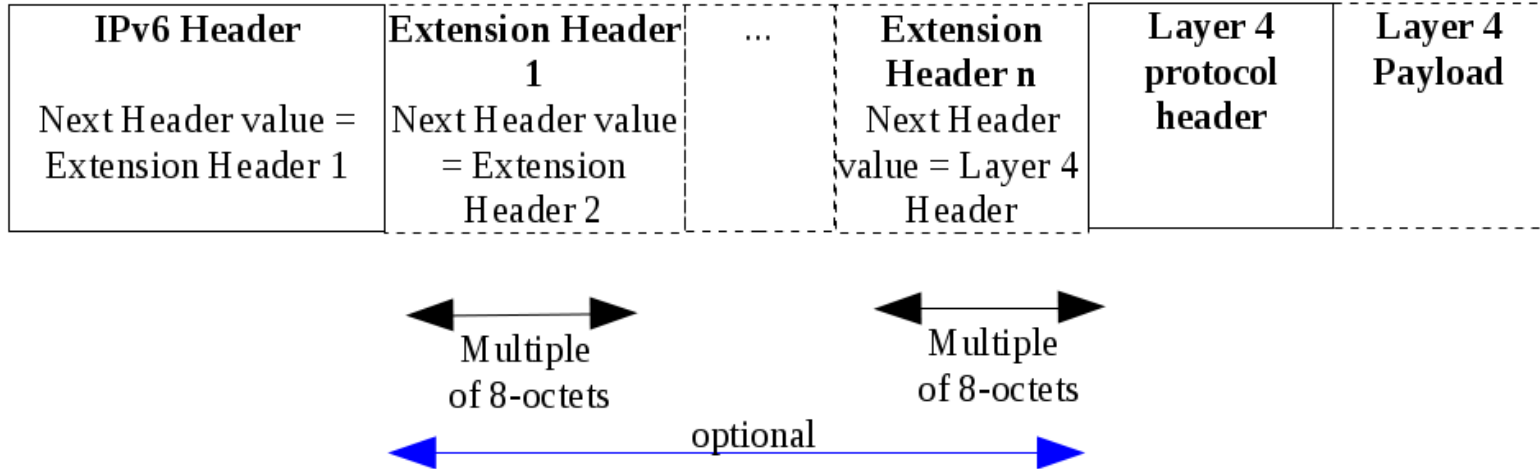 IPv6 Header
Next Header value =
Extension Header 1
Extension Header
1
Next Header value
= Extension
Header 2
...
Extension
Header n
Next Header
value = Layer 4
Header
Layer 4
protocol
header
Layer 4
Payload
Multiple
of 8-octets
Multiple
of 8-octets
optional